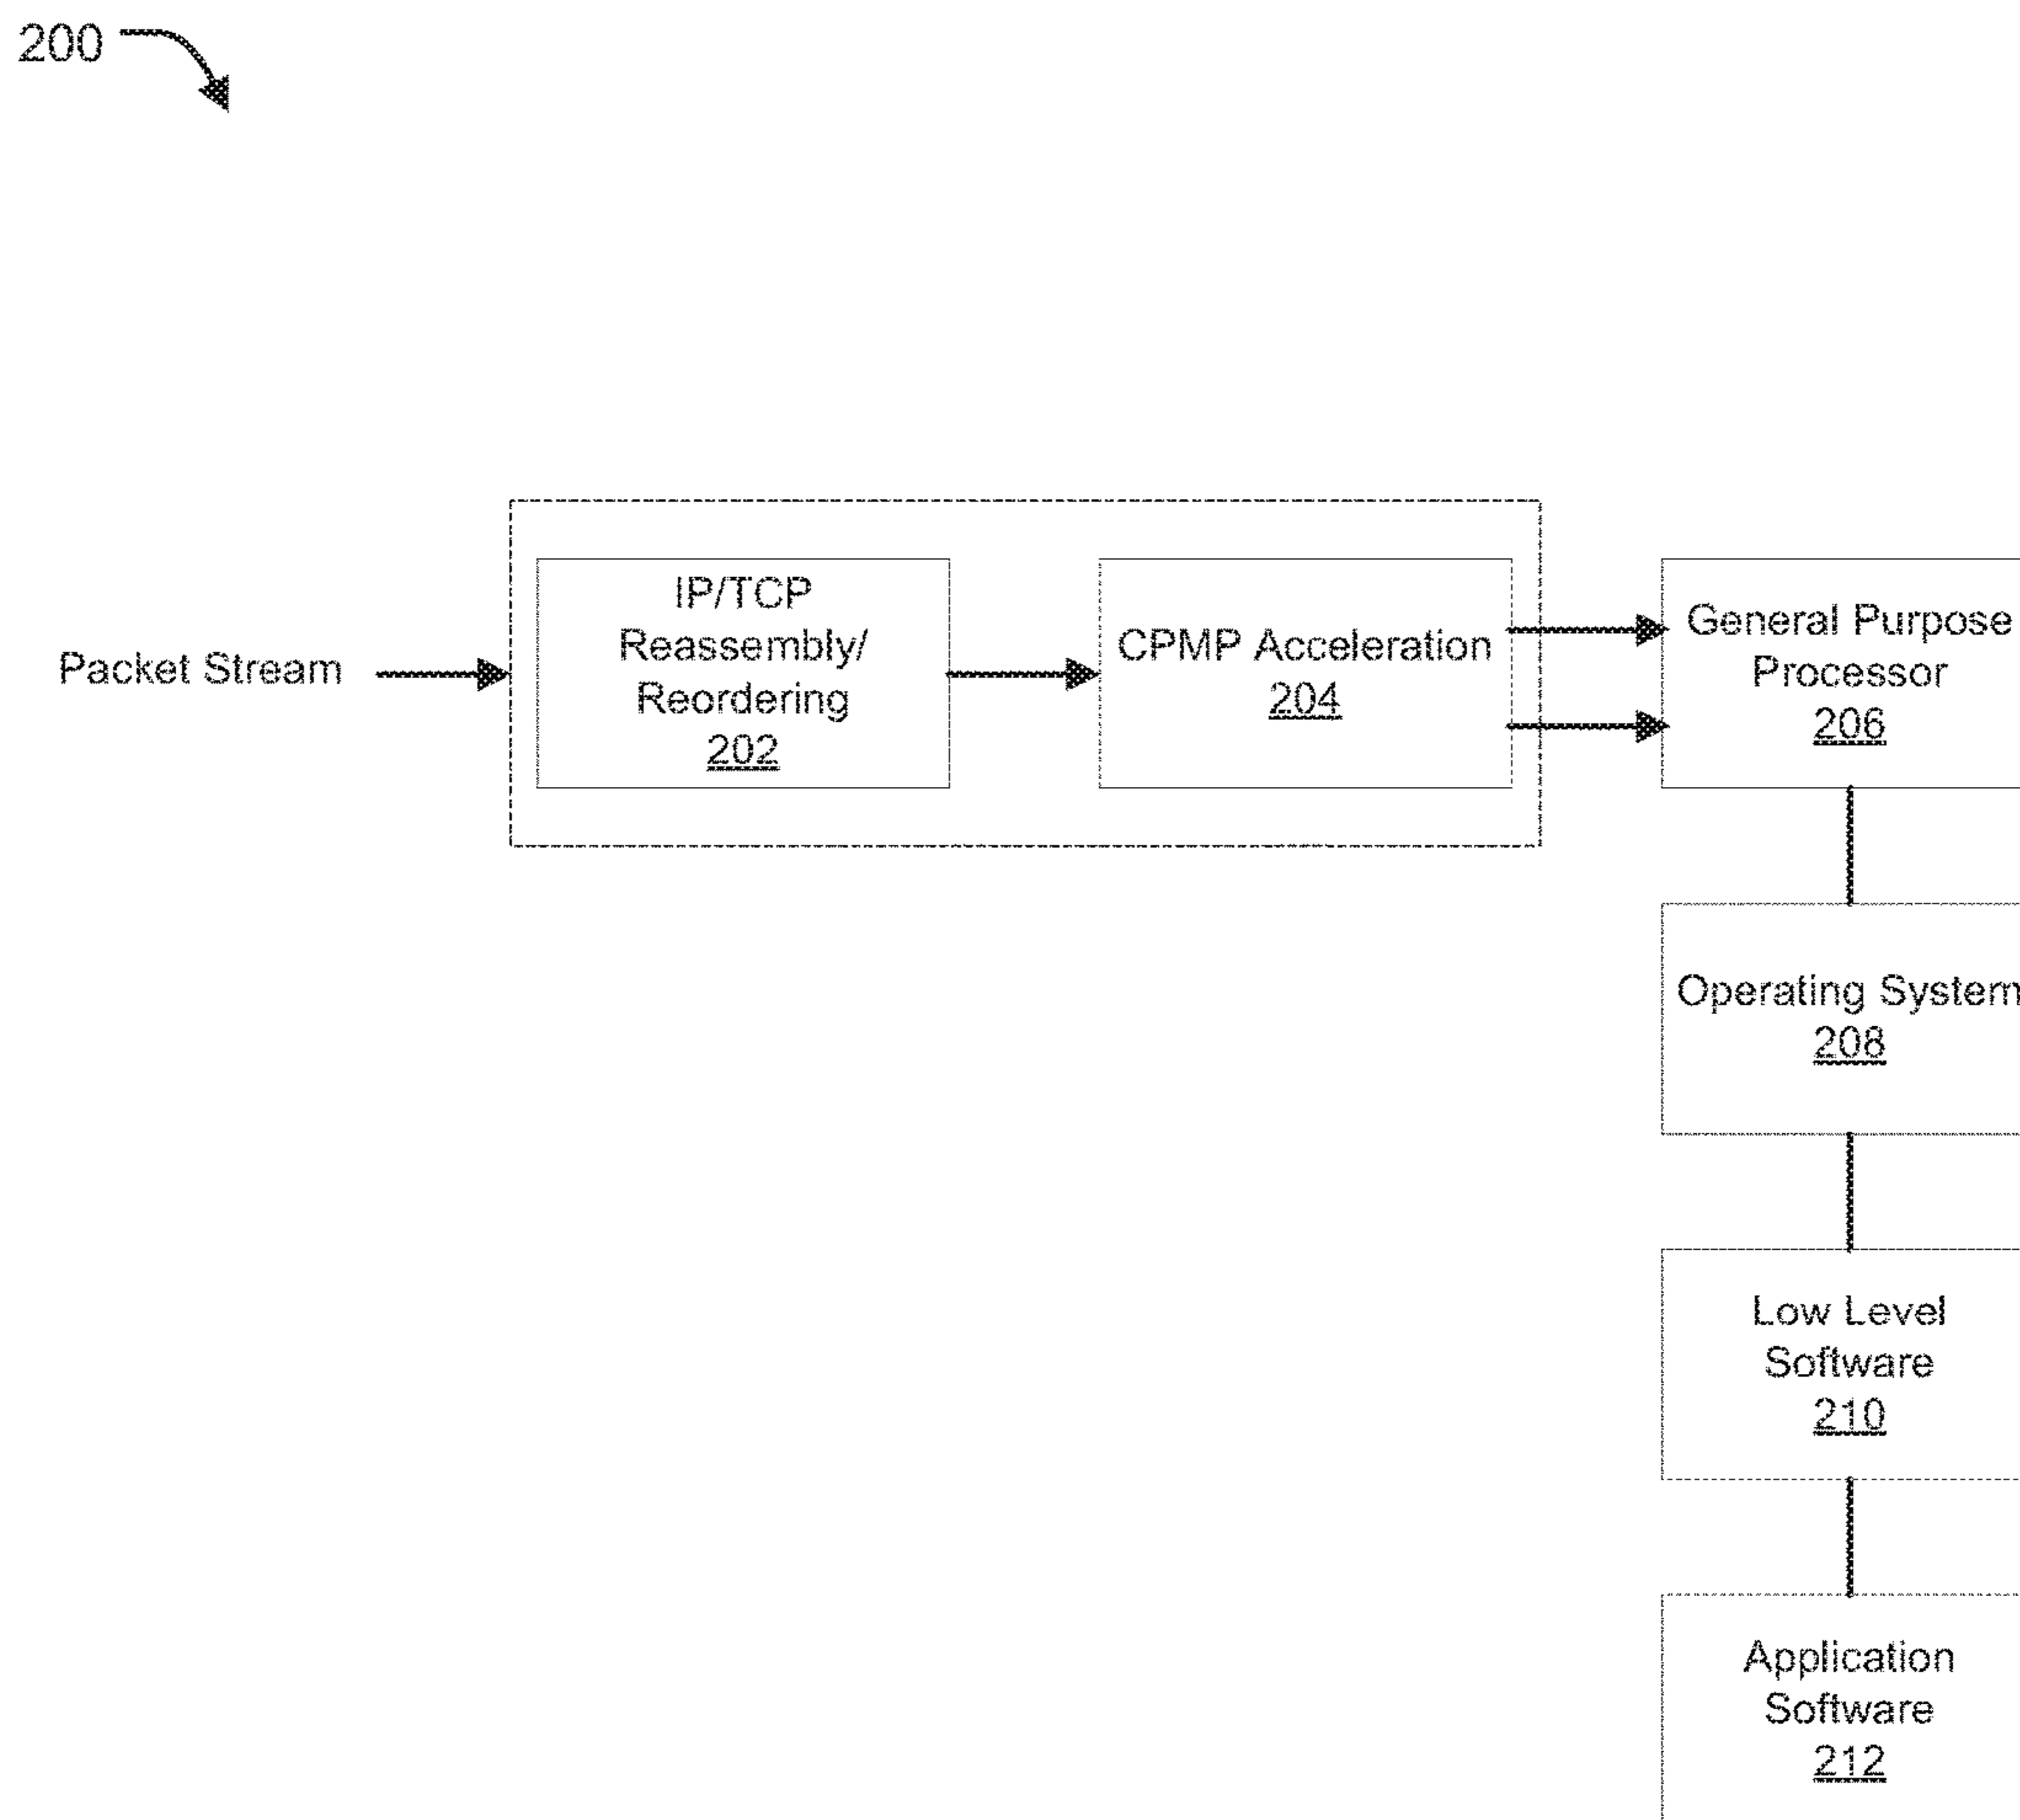 200
Packet Stream
IP/TCP
Reassembly/
Reordering
202
CPMP Acceleration
204
General Purpose
Processor
206
Operating System
208
Low Level
Software
210
Application
Software
212